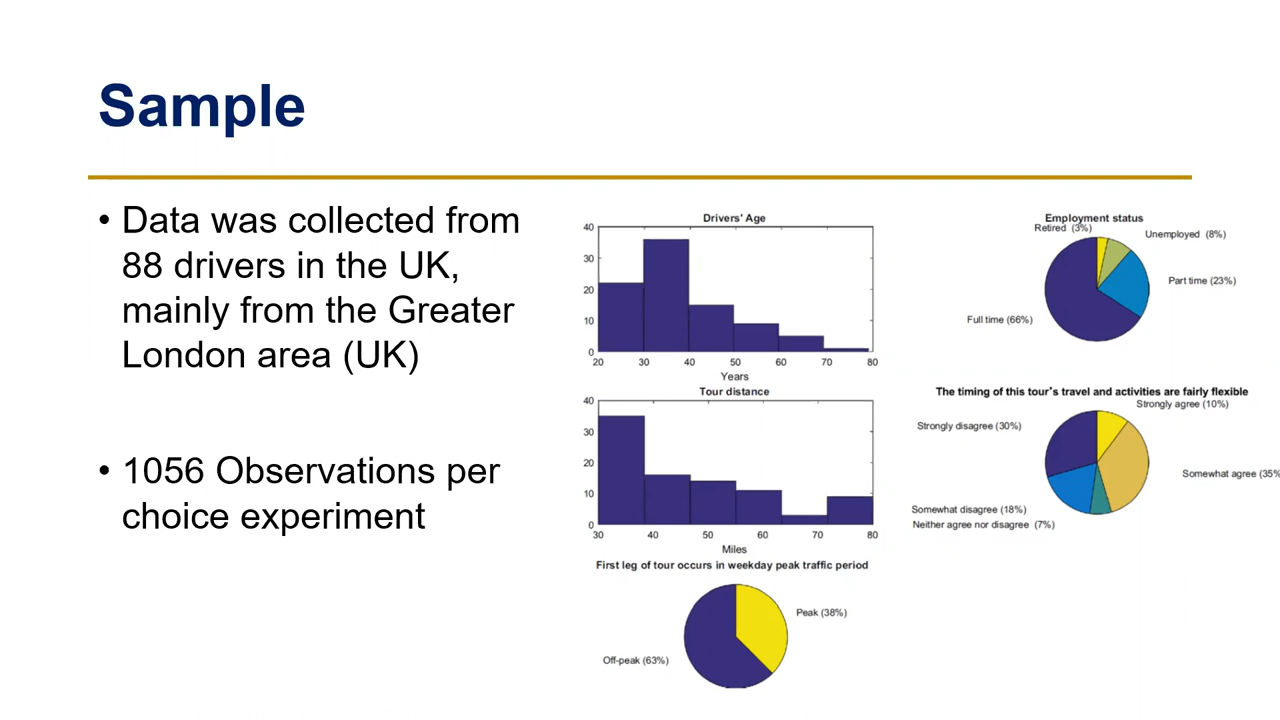 Sample
• Data was collected from
88 drivers in the UK,
mainly from the Greater
London area (UK)
• 1056 Observations per
choice experiment
Drivers' Age
40
30
20
10
0
20 30 40 50 60 70 80
Years
Employment status
Retired (3%)
Unemployed (8%)
Part time (23%)
Full time (66%)
Tour distance
40
30
20
10
0
30 40 50 60 70 80
Miles
The timing of this tour's travel and activities are fairly flexible
Strongly agree (10%)
Strongly disagree (30%)
Somewhat agree (35%
Somewhat disagree (18%)
Neither agree nor disagree (7%)
First leg of tour occurs in weekday peak traffic period
Peak (38%)
Off-peak (63%)